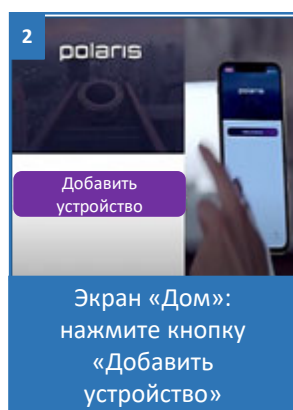 2
polaris
Добавить
устройство
Экран «Дом»:
нажмите кнопку
«Добавить
устройство»